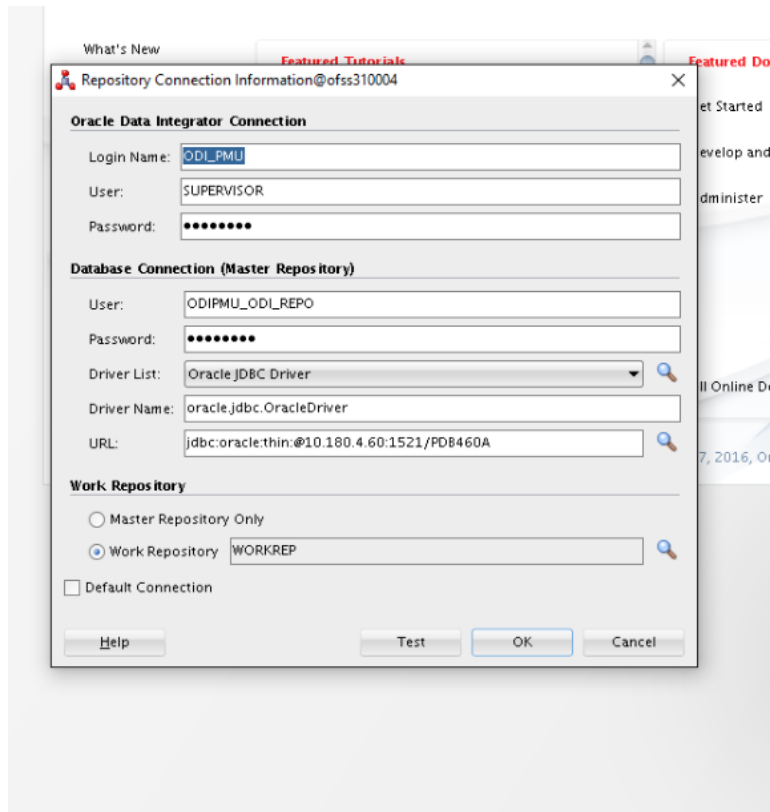 What's New
Featured Tutorials
Featured Do
Repository Connection Information@ofss310004
et Started
Oracle Data Integrator Connection
evelop and
Login Name: ODI_PMU
User: SUPERVISOR
dminister
Password: ••••••••
Database Connection (Master Repository)
User: ODIPMU_ODI_REPO
Password: ••••••••
Driver List: Oracle JDBC Driver
ll Online De
Driver Name: oracle.jdbc.OracleDriver
URL: jdbc:oracle:thin:@10.180.4.60:1521/PDB460A
7, 2016, Or
Work Repository
Master Repository Only
Work Repository WORKREP
Default Connection
Help Test OK Cancel